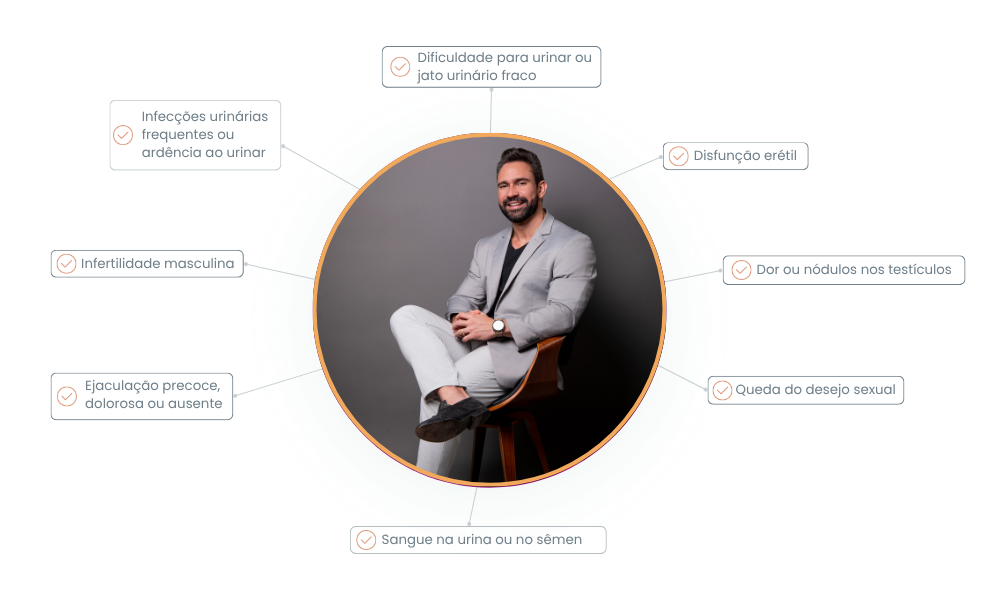 Dificuldade para urinar ou
jato urinário fraco
Infecções urinárias
frequentes ou
ardência ao urinar
Disfunção erétil
Infertilidade masculina
Dor ou nódulos nos testículos
Ejaculação precoce,
dolorosa ou ausente
Queda do desejo sexual
Sangue na urina ou no sêmen